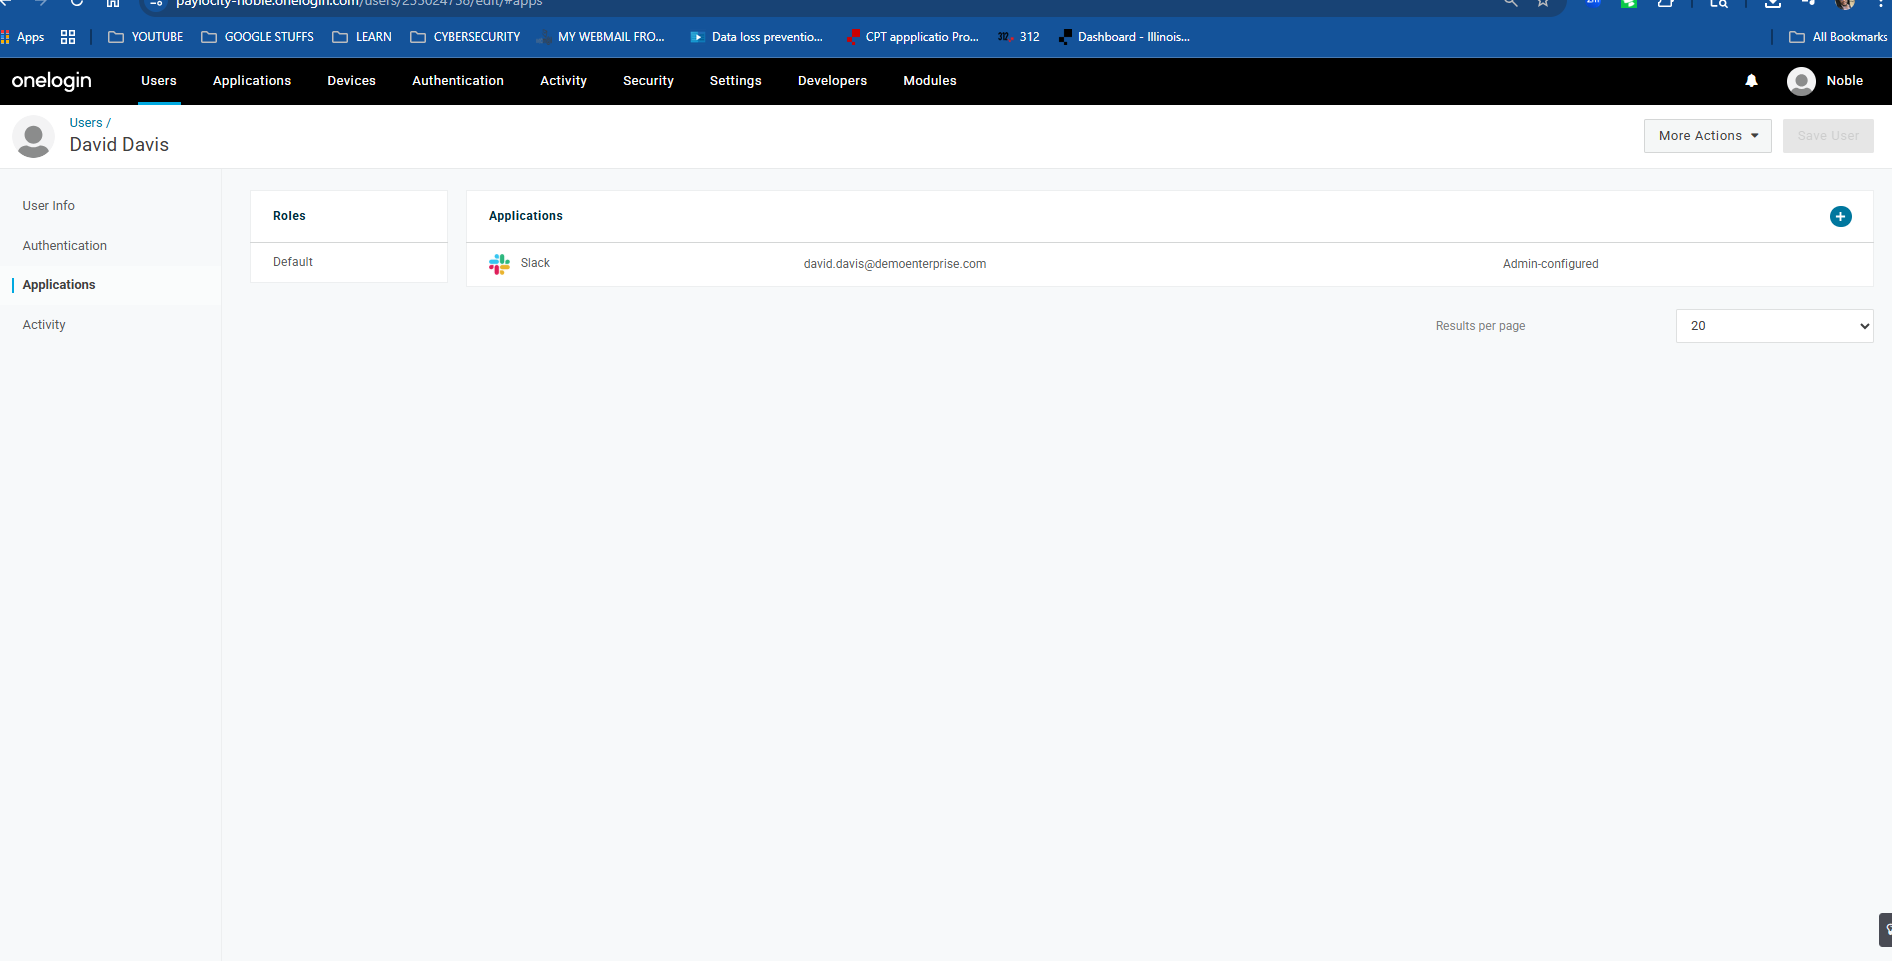 paylocity-noble.onelogin.com/users/255024758/edit/#apps
Apps YOUTUBE GOOGLE STUFFS LEARN CYBERSECURITY MY WEBMAIL FRO... Data loss preventio... CPT appplicatio Pro... 312 312 Dashboard - Illinois... All Bookmarks
onelogin Users Applications Devices Authentication Activity Security Settings Developers Modules Noble
Users /
David Davis
More Actions Save User
User Info
Authentication
Applications
Activity
Roles
Default
Applications
Slack david.davis@demoenterprise.com Admin-configured
Results per page 20